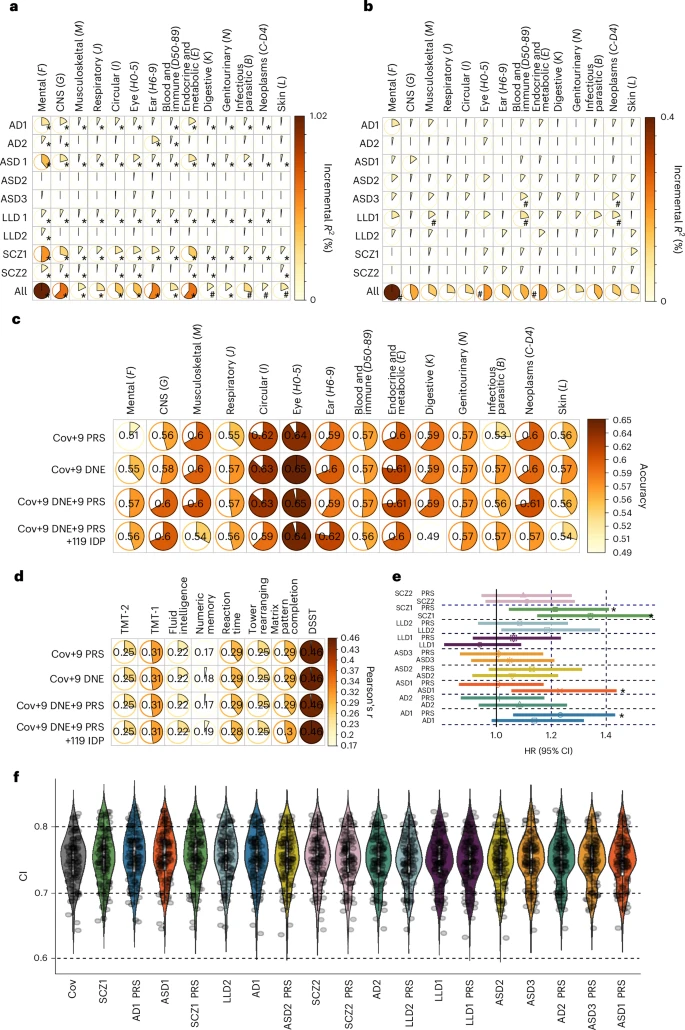 a
Mental (F)
CNS (G)
Musculoskeltal (M)
Respiratory (J)
Circular (I)
Eye (H0-5)
Ear (H6-9)
Blood and
immune (D50-89)
Endocrine and
metabolic (E)
Digestive (K)
Genitourinary (N)
Infectious
parasitic (B)
Neoplasms (C-D4)
Skin (L)
AD1
AD2
ASD 1
ASD2
ASD3
LLD 1
LLD2
SCZ1
SCZ2
All
1.02
0
Incremental R² (%)
b
Mental (F)
CNS (G)
Musculoskeltal (M)
Respiratory (J)
Circular (I)
Eye (H0-5)
Ear (H6-9)
Blood and
immune (D50-89)
Endocrine and
metabolic (E)
Digestive (K)
Genitourinary (N)
Infectious
parasitic (B)
Neoplasms (C-D4)
Skin (L)
AD1
AD2
ASD1
ASD2
ASD3
LLD1
LLD2
SCZ1
SCZ2
All
0.4
0
Incremental R² (%)
c
Mental (F)
CNS (G)
Musculoskeltal (M)
Respiratory (J)
Circular (I)
Eye (H0-5)
Ear (H6-9)
Blood and
immune (D50-89)
Endocrine and
metabolic (E)
Digestive (K)
Genitourinary (N)
Infectious
parasitic (B)
Neoplasms (C-D4)
Skin (L)
Cov+9 PRS 0.51 0.56 0.6 0.55 0.62 0.64 0.59 0.57 0.6 0.59 0.57 0.53 0.6 0.56
Cov+9 DNE 0.55 0.58 0.6 0.57 0.63 0.65 0.6 0.57 0.61 0.59 0.57 0.57 0.6 0.57
Cov+9 DNE+9 PRS 0.57 0.6 0.6 0.57 0.63 0.65 0.59 0.57 0.61 0.59 0.57 0.56 0.61 0.56
Cov+9 DNE+9 PRS
+119 IDP 0.56 0.6 0.54 0.56 0.59 0.64 0.62 0.56 0.6 0.49 0.57 0.57 0.57 0.54
0.65
0.64
0.62
0.6
0.59
0.57
0.56
0.54
0.52
0.51
0.49
Accuracy
d
TMT-2
TMT-1
Fluid
intelligence
Numeric
memory
Reaction
time
Tower
rearranging
Matrix
pattern
completion
DSST
Cov+9 PRS 0.25 0.31 0.22 0.17 0.29 0.25 0.29 0.46
Cov+9 DNE 0.25 0.31 0.22 0.18 0.29 0.25 0.29 0.46
Cov+9 DNE+9 PRS 0.25 0.31 0.22 0.17 0.29 0.25 0.29 0.46
Cov+9 DNE+9 PRS
+119 IDP 0.25 0.31 0.22 0.19 0.28 0.25 0.3 0.46
0.46
0.43
0.4
0.37
0.34
0.32
0.29
0.26
0.23
0.2
0.17
Pearson's r
e
SCZ2 PRS
SCZ2
SCZ1 PRS
SCZ1
LLD2 PRS
LLD2
LLD1 PRS
LLD1
ASD3 PRS
ASD3
ASD2 PRS
ASD2
ASD1 PRS
ASD1
AD2 PRS
AD2
AD1 PRS
AD1
1.0 1.2 1.4
HR (95% CI)
f
CI
0.8
0.7
0.6
Cov
SCZ1
AD1 PRS
ASD1
SCZ1 PRS
LLD2
AD1
ASD2 PRS
SCZ2
SCZ2 PRS
AD2
LLD2 PRS
LLD1
LLD1 PRS
ASD2
ASD3
AD2 PRS
ASD3 PRS
ASD1 PRS